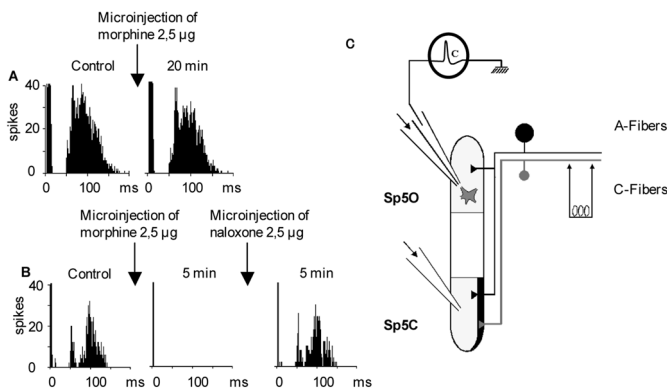 Microinjection of
morphine 2,5 µg
A
Control
20 min
spikes
40
20
0
100
ms
100
ms
Microinjection of
morphine 2,5 µg
Microinjection of
naloxone 2,5 µg
B
Control
5 min
5 min
spikes
40
20
0
0
100
ms
0
100
ms
0
100
ms
C
C
A-Fibers
C-Fibers
Sp5O
Sp5C